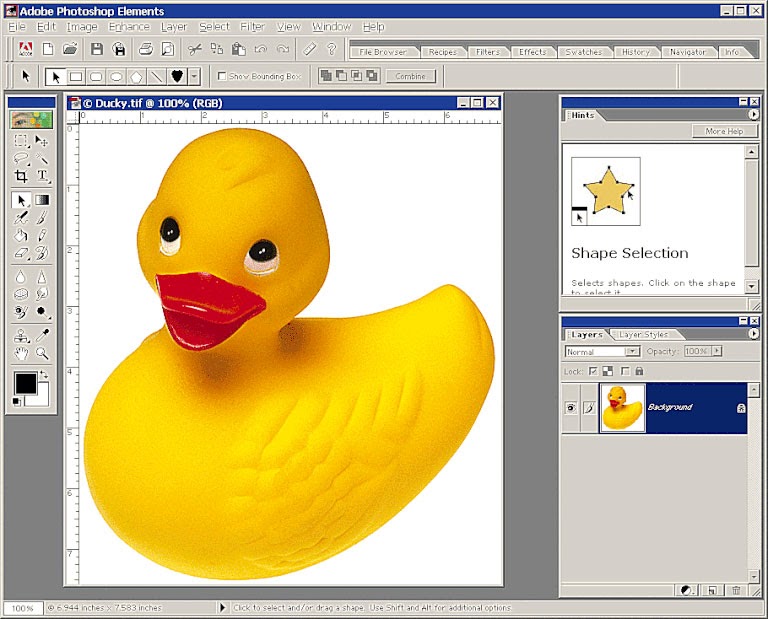 Adobe Photoshop Elements
File Edit Image Enhance Layer Select Filter View Window Help
File Browser Recipes Filters Effects Swatches History Navigator Info
Show Bounding Box Combine
© Ducky.tif @ 100% (RGB)
0 1 2 3 4 5 6
0
1
2
3
4
5
6
7
Hints
More Help
Shape Selection
Selects shapes. Click on the shape
to select it.
Layers Layer Styles
Normal Opacity: 100%
Lock:
Background
T
100% © 6.944 inches x 7.583 inches Click to select and/or drag a shape. Use Shift and Alt for additional options.